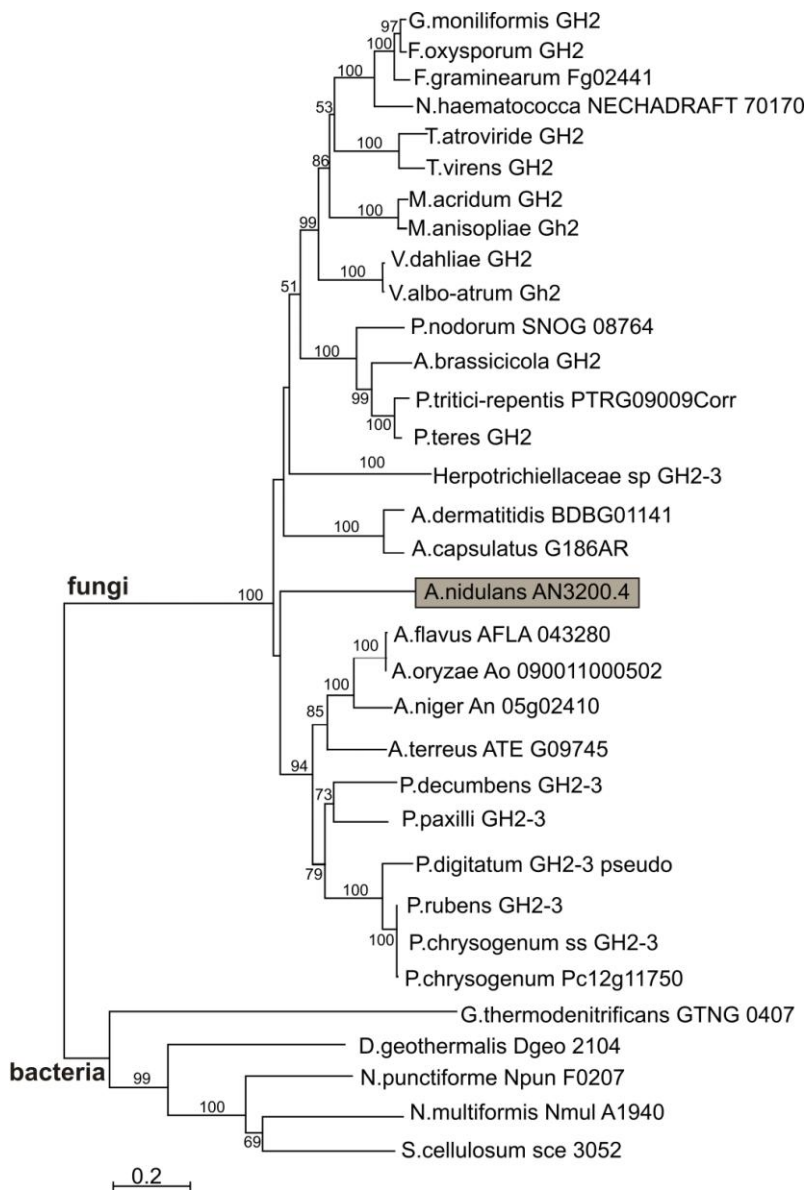 G.moniliformis GH2
97
F.oxysporum GH2
100
F.graminearum Fg02441
100
N.haematococca NECHADRAFT 70170
53
T.atroviride GH2
100
T.virens GH2
86
M.acridum GH2
100
M.anisopliae Gh2
99
V.dahliae GH2
100
V.albo-atrum Gh2
51
P.nodorum SNOG 08764
100
A.brassicicola GH2
99
P.tritici-repentis PTRG09009Corr
100
P.teres GH2
100
Herpotrichiellaceae sp GH2-3
A.dermatitidis BDBG01141
100
A.capsulatus G186AR
fungi
100
A.nidulans AN3200.4
A.flavus AFLA 043280
100
A.oryzae Ao 090011000502
100
A.niger An 05g02410
85
A.terreus ATE G09745
94
P.decumbens GH2-3
73
P.paxilli GH2-3
79
P.digitatum GH2-3 pseudo
100
P.rubens GH2-3
100
P.chrysogenum ss GH2-3
P.chrysogenum Pc12g11750
G.thermodenitrificans GTNG 0407
D.geothermalis Dgeo 2104
bacteria
99
N.punctiforme Npun F0207
100
N.multiformis Nmul A1940
69
S.cellulosum sce 3052
0.2